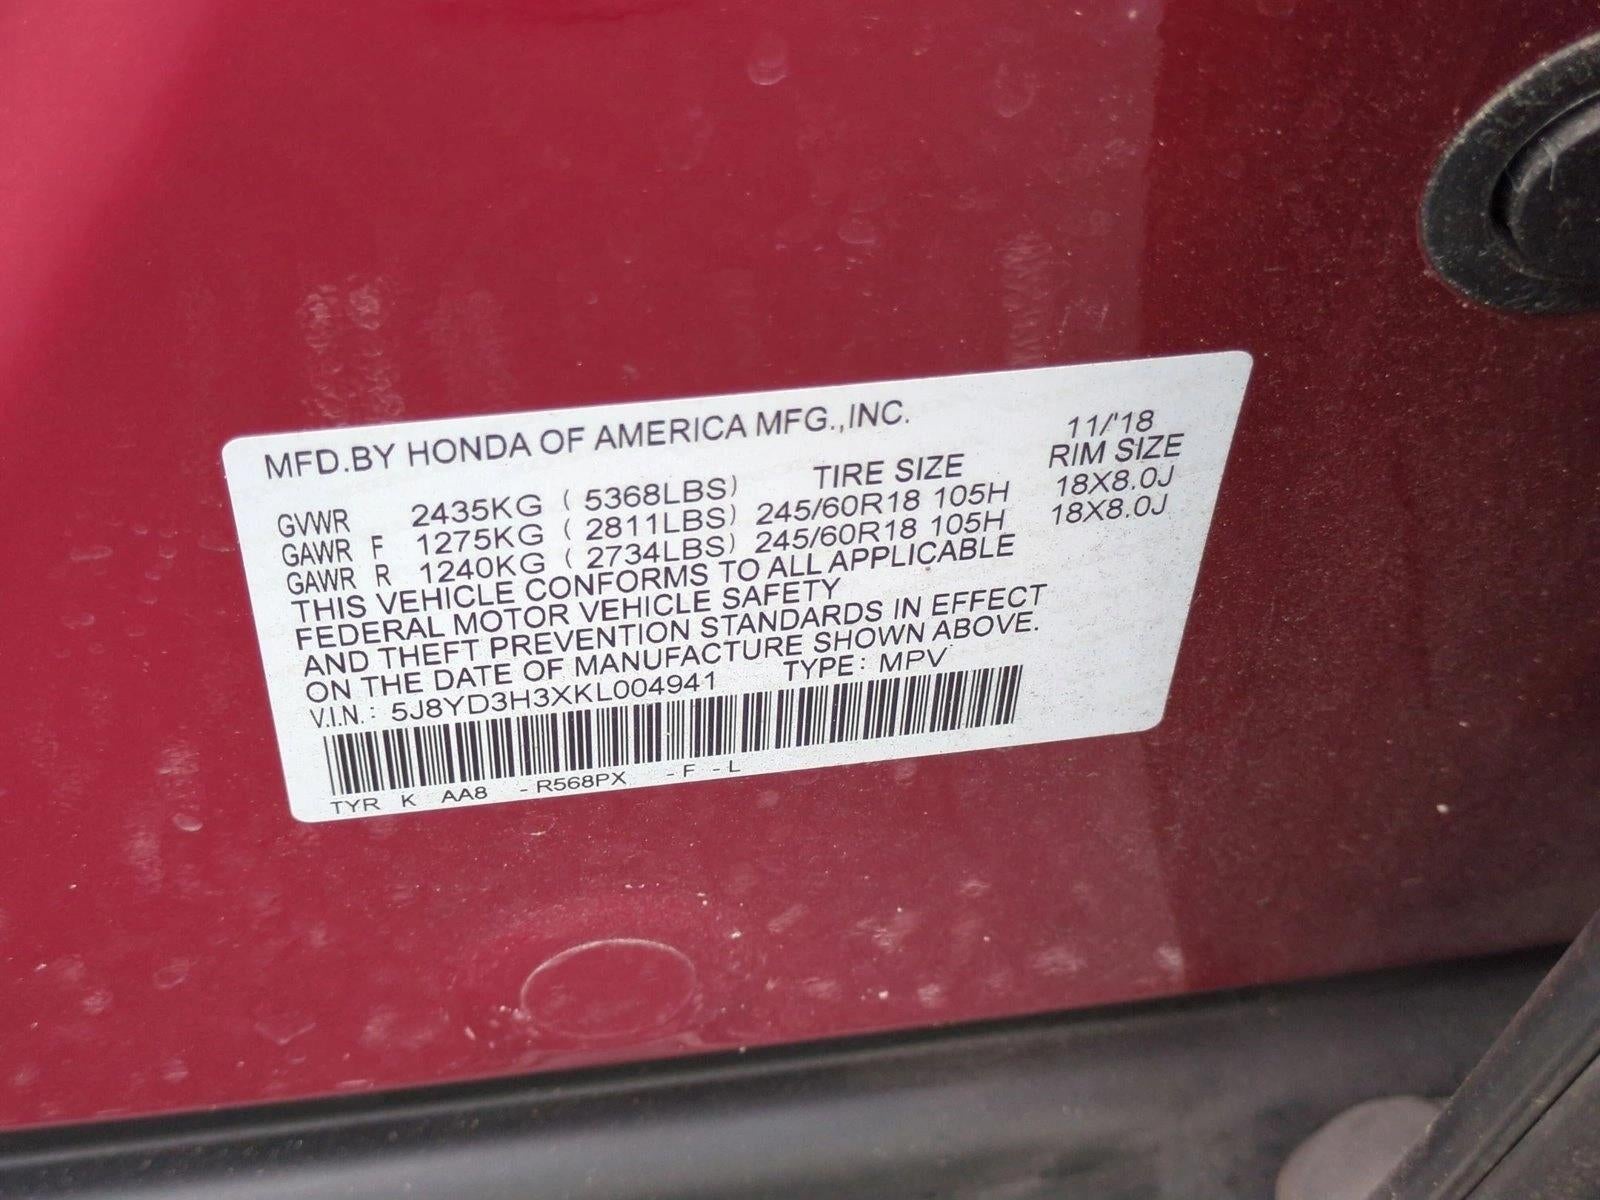 MFD.BY HONDA OF AMERICA MFG.,INC. 11/'18
TIRE SIZE RIM SIZE
GVWR 2435KG ( 5368LBS)
GAWR F 1275KG (2811LBS) 245/60R18 105H 18X8.0J
GAWR R 1240KG (2734LBS) 245/60R18 105H 18X8.0J
THIS VEHICLE CONFORMS TO ALL APPLICABLE
FEDERAL MOTOR VEHICLE SAFETY
AND THEFT PREVENTION STANDARDS IN EFFECT
ON THE DATE OF MANUFACTURE SHOWN ABOVE.
V.I.N.: 5J8YD3H3XKL004941 TYPE: MPV
TYR K AA8 -R568PX -F -L